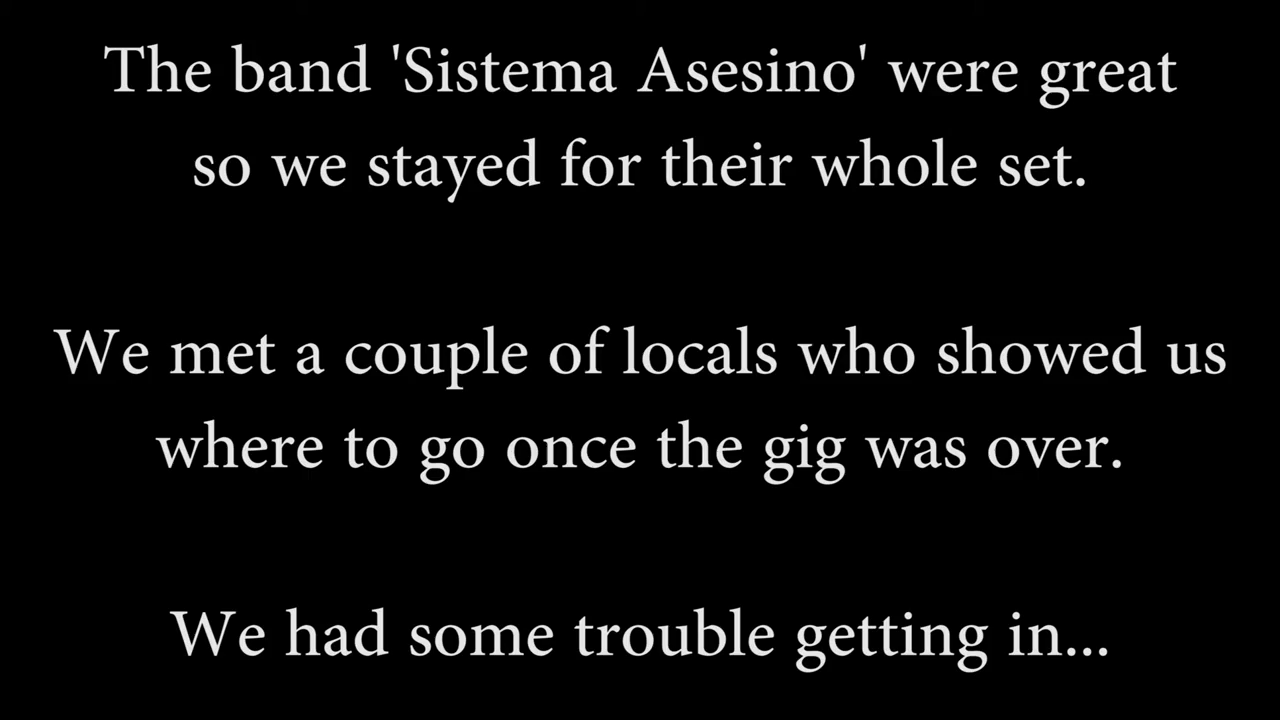 The band 'Sistema Asesino' were great
so we stayed for their whole set.
We met a couple of locals who showed us
where to go once the gig was over.
We had some trouble getting in...